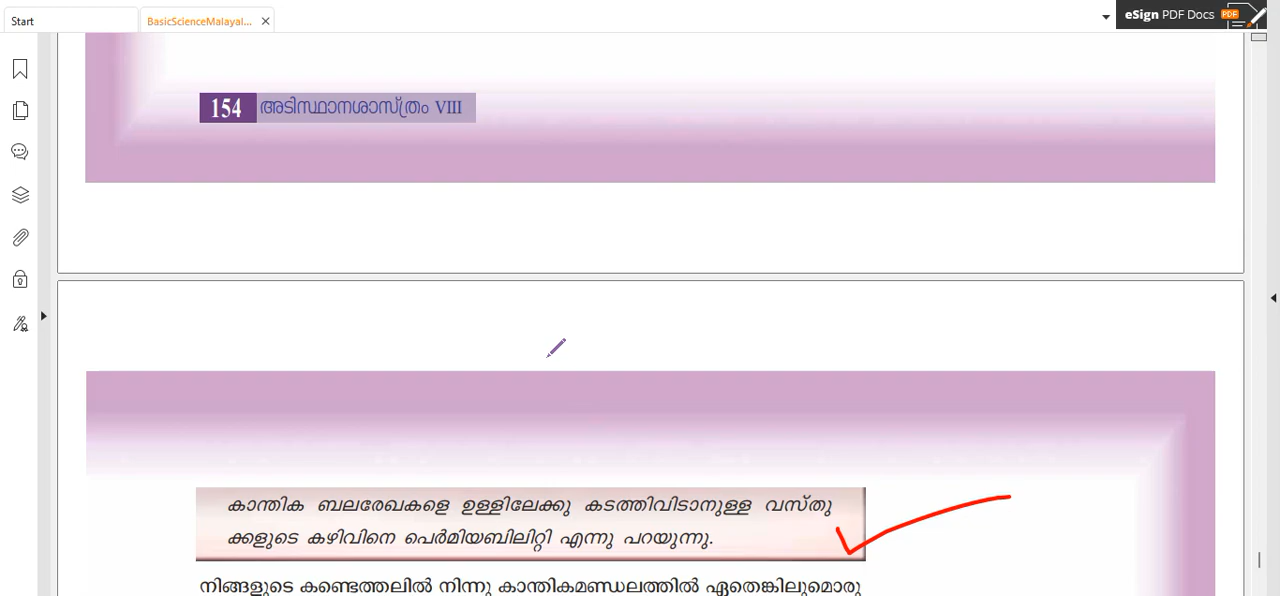 Start
BasicScienceMalayal...
eSign PDF Docs
PDF
154 അടിസ്ഥാനശാസ്ത്രം VIII
കാന്തിക ബലരേഖകളെ ഉള്ളിലേക്കു കടത്തിവിടാനുള്ള വസ്തു
ക്കളുടെ കഴിവിനെ പെർമിയബിലിറ്റി എന്നു പറയുന്നു.
നിങ്ങളുടെ കണ്ടെത്തലിൽ നിന്നു കാന്തികമണ്ഡലത്തിൽ ഏതെങ്കിലുമൊരു